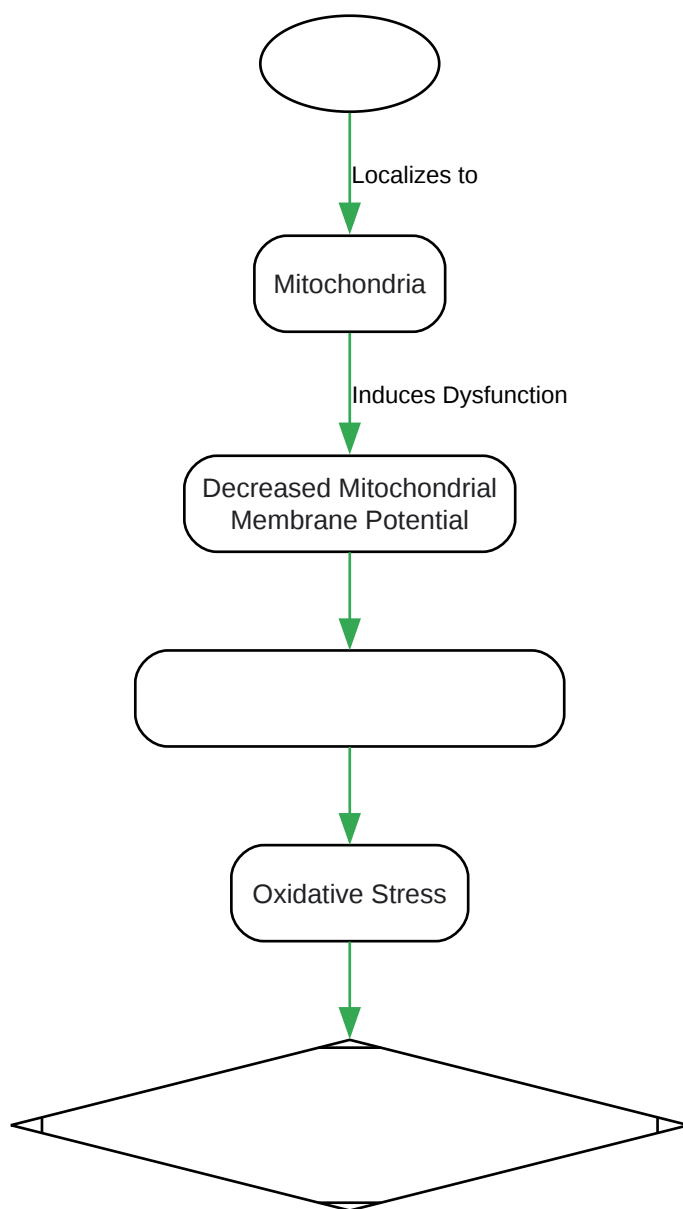 Localizes to
Mitochondria
Induces Dysfunction
Decreased Mitochondrial
Membrane Potential
Oxidative Stress